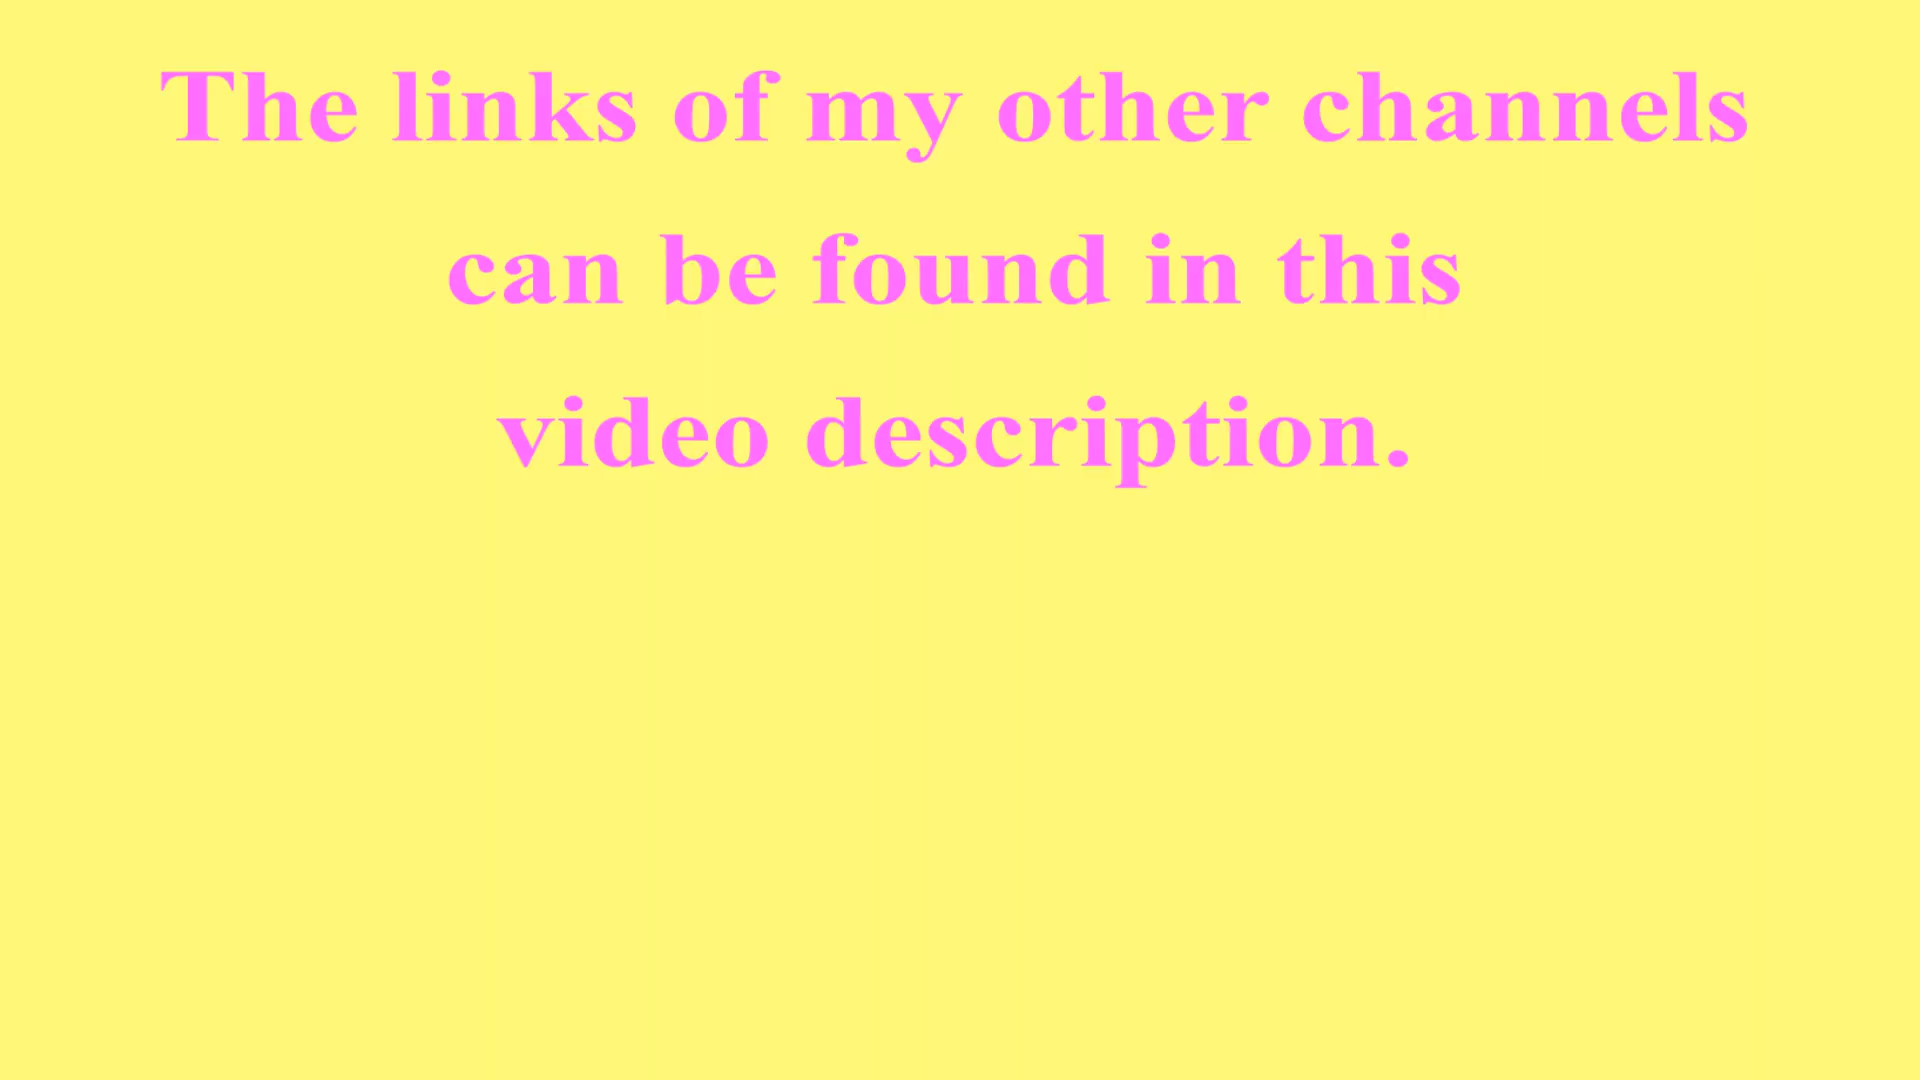 The links of my other channels
can be found in this
video description.